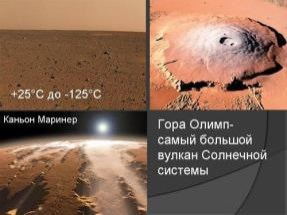 +25°C до -125°C
Каньон Маринер
Гора Олимп-
самый большой
вулкан Солнечной
системы